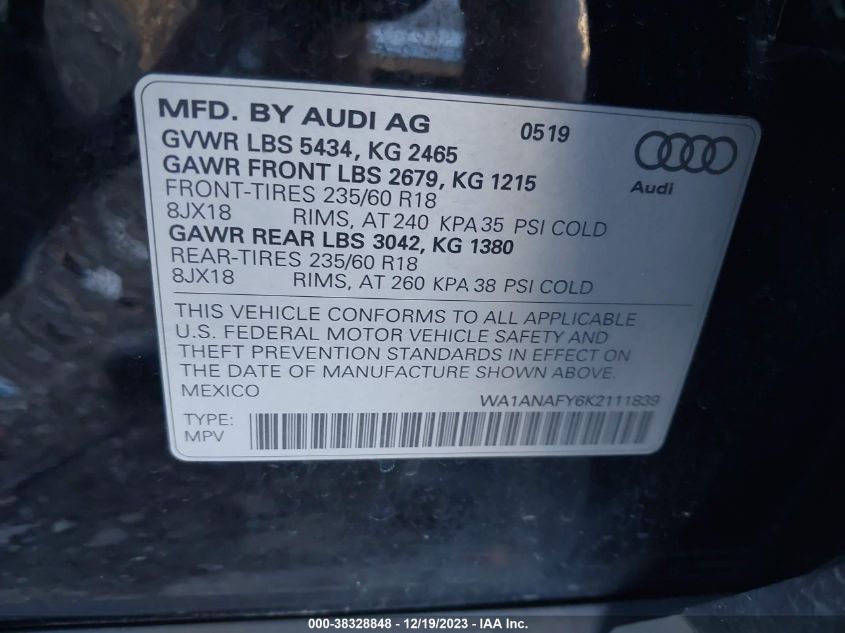 MFD. BY AUDI AG 0519
GVWR LBS 5434, KG 2465
GAWR FRONT LBS 2679, KG 1215
Audi
FRONT-TIRES 235/60 R18
8JX18 RIMS, AT 240 KPA 35 PSI COLD
GAWR REAR LBS 3042, KG 1380
REAR-TIRES 235/60 R18
8JX18 RIMS, AT 260 KPA 38 PSI COLD
THIS VEHICLE CONFORMS TO ALL APPLICABLE
U.S. FEDERAL MOTOR VEHICLE SAFETY AND
THEFT PREVENTION STANDARDS IN EFFECT ON
THE DATE OF MANUFACTURE SHOWN ABOVE.
MEXICO WA1ANAFY6K2111839
TYPE:
MPV
000-38328848 - 12/19/2023 - IAA Inc.